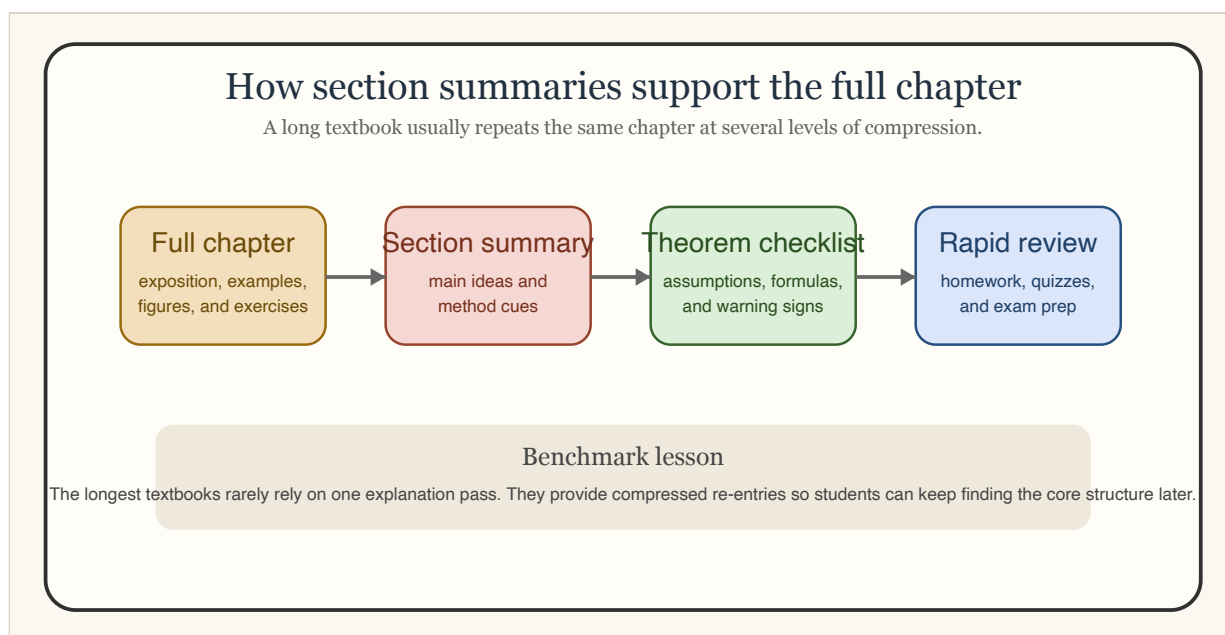 How section summaries support the full chapter
A long textbook usually repeats the same chapter at several levels of compression.
Full chapter
exposition, examples,
figures, and exercises
Section summary
main ideas and
method cues
Theorem checklist
assumptions, formulas,
and warning signs
Rapid review
homework, quizzes,
and exam prep
Benchmark lesson
The longest textbooks rarely rely on one explanation pass. They provide compressed re-entries so students can keep finding the core structure later.